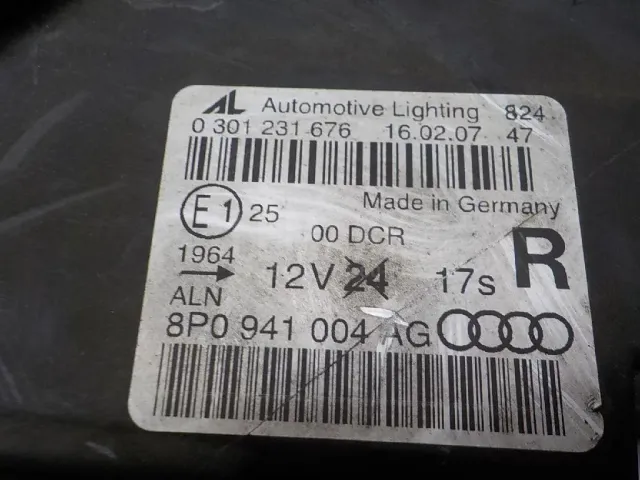 AL Automotive Lighting 824
0 301 231 676 16.02.07 47
Made in Germany
E1 25
00 DCR
1964
12V 24 17s R
ALN
8P0 941 004 AG